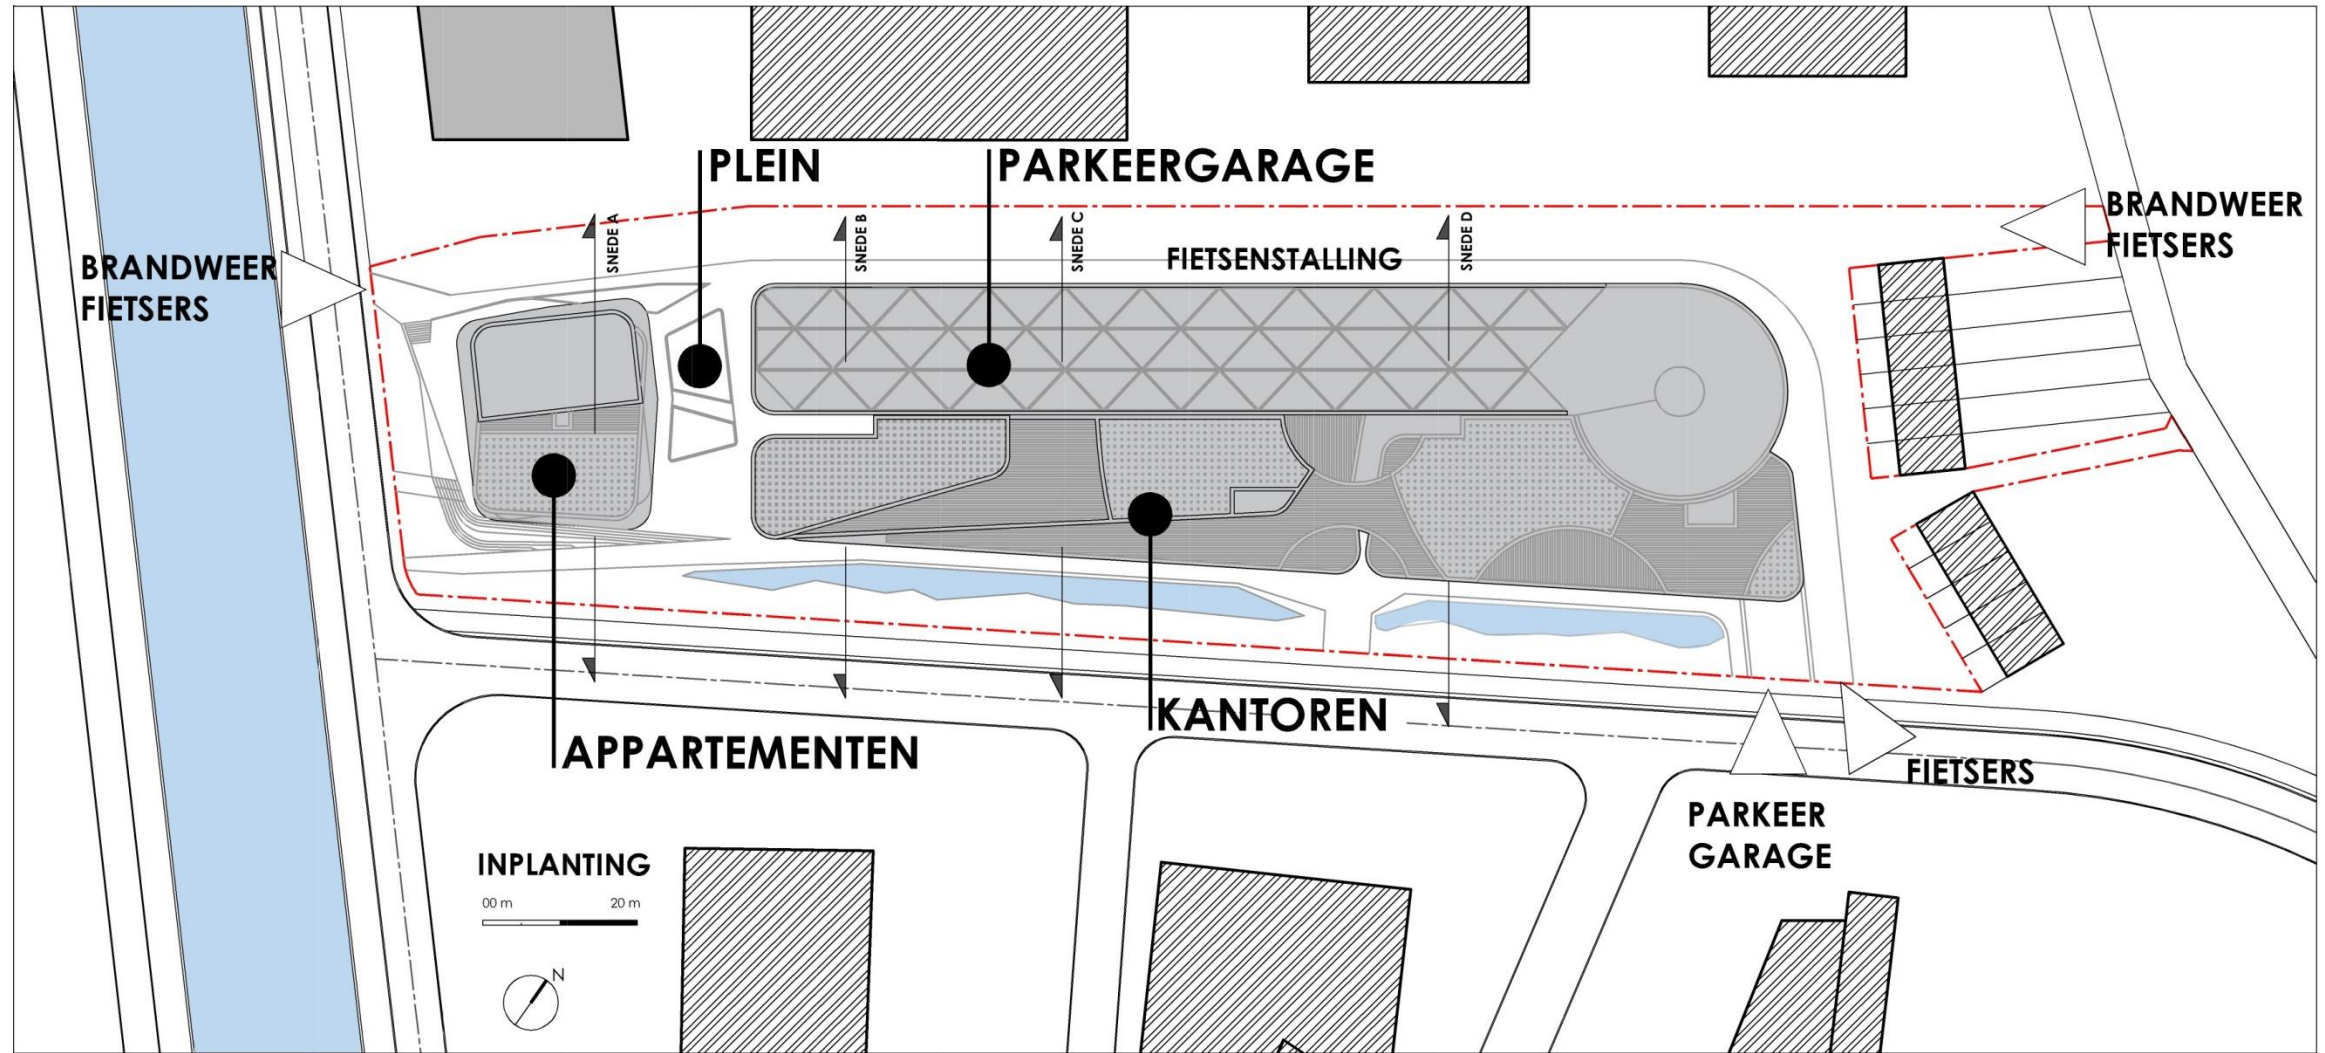 PLEIN
PARKEERGARAGE
BRANDWEER
FIETSERS
SNEDE A
SNEDE B
SNEDE C
SNEDE D
FIETSENSTALLING
BRANDWEER
FIETSERS
KANTOREN
APPARTEMENTEN
FIETSERS
PARKEER
GARAGE
INPLANTING
00 m 20 m
N